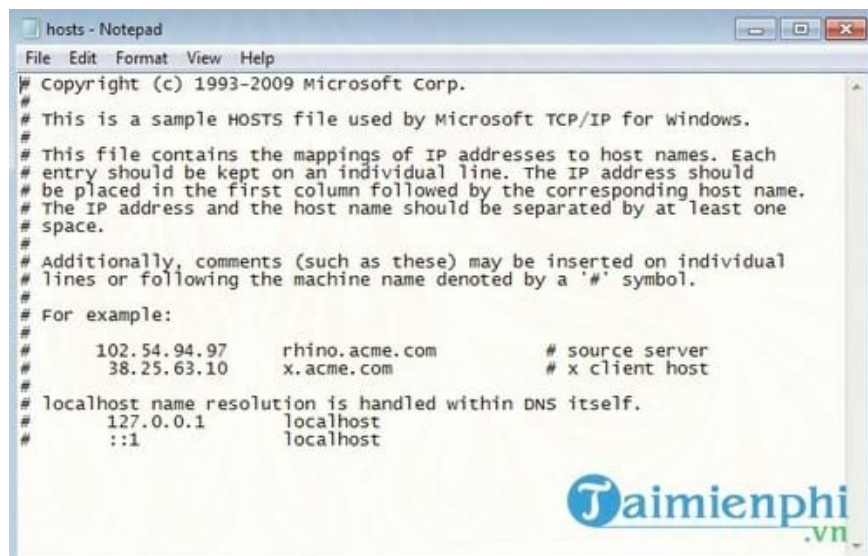 hosts - Notepad
File Edit Format View Help
# Copyright (c) 1993-2009 Microsoft Corp.
#
# This is a sample HOSTS file used by Microsoft TCP/IP for Windows.
#
# This file contains the mappings of IP addresses to host names. Each
# entry should be kept on an individual line. The IP address should
# be placed in the first column followed by the corresponding host name.
# The IP address and the host name should be separated by at least one
# space.
#
# Additionally, comments (such as these) may be inserted on individual
# lines or following the machine name denoted by a '#' symbol.
#
# For example:
#
#      102.54.94.97     rhino.acme.com          # source server
#       38.25.63.10     x.acme.com              # x client host
#
# localhost name resolution is handled within DNS itself.
#       127.0.0.1       localhost
#       ::1             localhost
Taimienphi
.vn